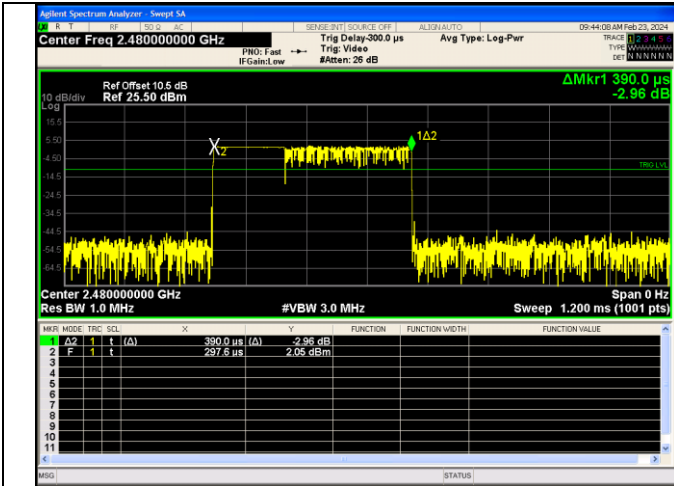 Agilent Spectrum Analyzer - Swept SA
R T RF 50 Ω AC SENSE:INT SOURCE OFF ALIGN AUTO 09:44:08 AM Feb 23, 2024
Center Freq 2.480000000 GHz Trig Delay-300.0 µs Avg Type: Log-Pwr TRACE 1 2 3 4 5 6
PNO: Fast Trig: Video TYPE
IFGain:Low #Atten: 26 dB DET N N N N N N
ΔMkr1 390.0 µs
-2.96 dB
Ref Offset 10.5 dB
10 dB/div Ref 25.50 dBm
Log
15.5
5.50
X2 1Δ2
-4.50
TRIG LVL
-14.5
-24.5
-34.5
-44.5
-54.5
-64.5
Center 2.480000000 GHz Span 0 Hz
Res BW 1.0 MHz #VBW 3.0 MHz Sweep 1.200 ms (1001 pts)
MKR MODE TRC SCL X Y FUNCTION FUNCTION WIDTH FUNCTION VALUE
1 Δ2 1 t (Δ) 390.0 µs (Δ) -2.96 dB
2 F 1 t 297.6 µs 2.05 dBm
3
4
5
6
7
8
9
10
11
MSG STATUS